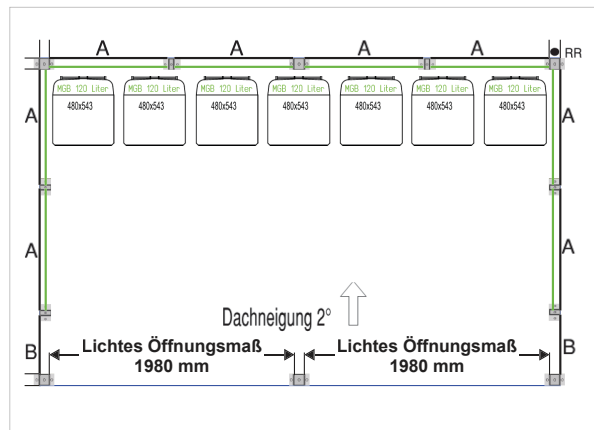 A A A A
RR
MGB 120 Liter MGB 120 Liter MGB 120 Liter MGB 120 Liter MGB 120 Liter MGB 120 Liter MGB 120 Liter
480x543 480x543 480x543 480x543 480x543 480x543 480x543
A A
A A
Dachneigung 2°
B Lichtes Öffnungsmaß Lichtes Öffnungsmaß B
1980 mm 1980 mm